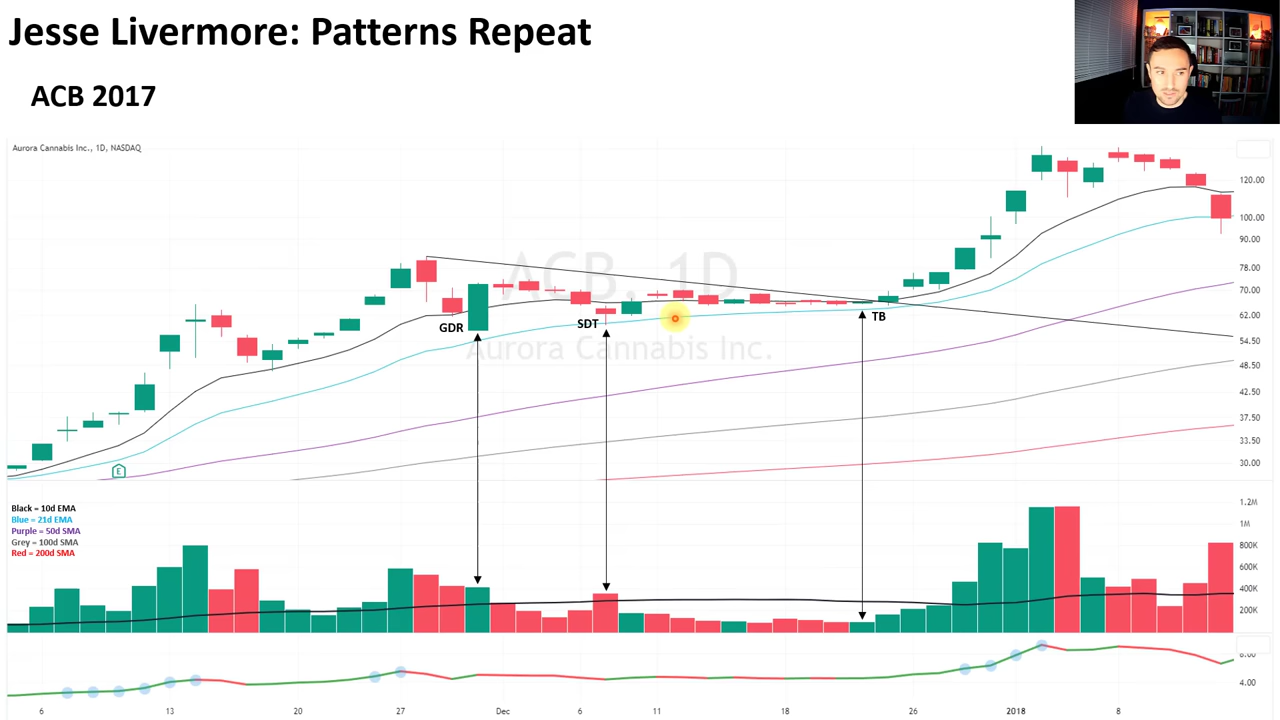 Jesse Livermore: Patterns Repeat
ACB 2017
Aurora Cannabis Inc., 1D, NASDAQ
120.00
100.00
90.00
ACB, 1D
78.00
70.00
62.00
GDR
SDT
TB
Aurora Cannabis Inc.
54.50
48.50
42.50
37.50
33.50
30.00
E
Black = 10d EMA
Blue = 21d EMA
Purple = 50d SMA
Grey = 100d SMA
Red = 200d SMA
1.2M
1M
800K
600K
400K
200K
4.00
6 13 20 27 Dec 6 11 18 26 2018 8